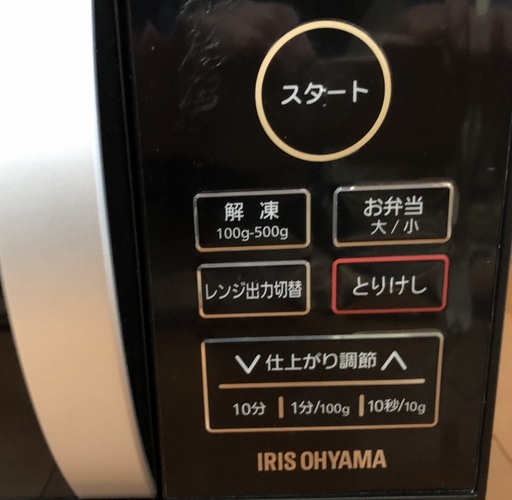 スタート
解凍
100g-500g
お弁当
大/小
レンジ出力切替
とりけし
仕上がり調節
10分 1分/100g 10秒/10g
IRIS OHYAMA